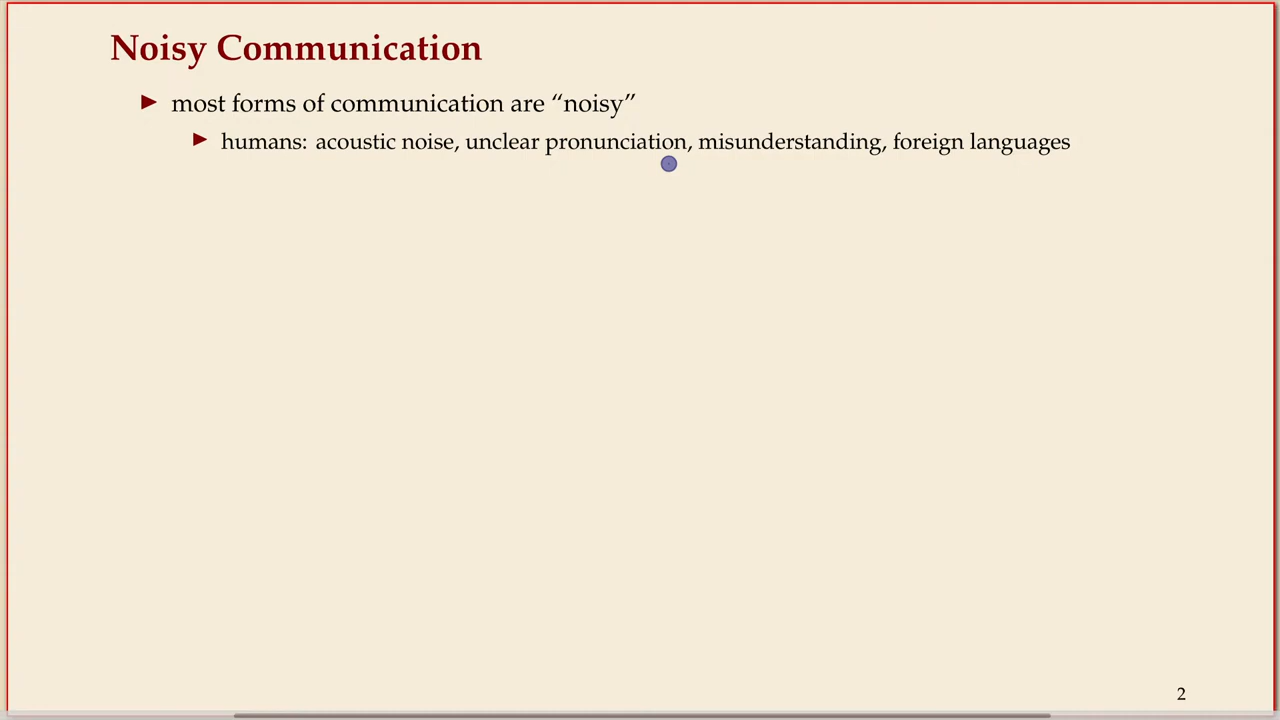 Noisy Communication
▶ most forms of communication are “noisy”
▶ humans: acoustic noise, unclear pronunciation, misunderstanding, foreign languages
2